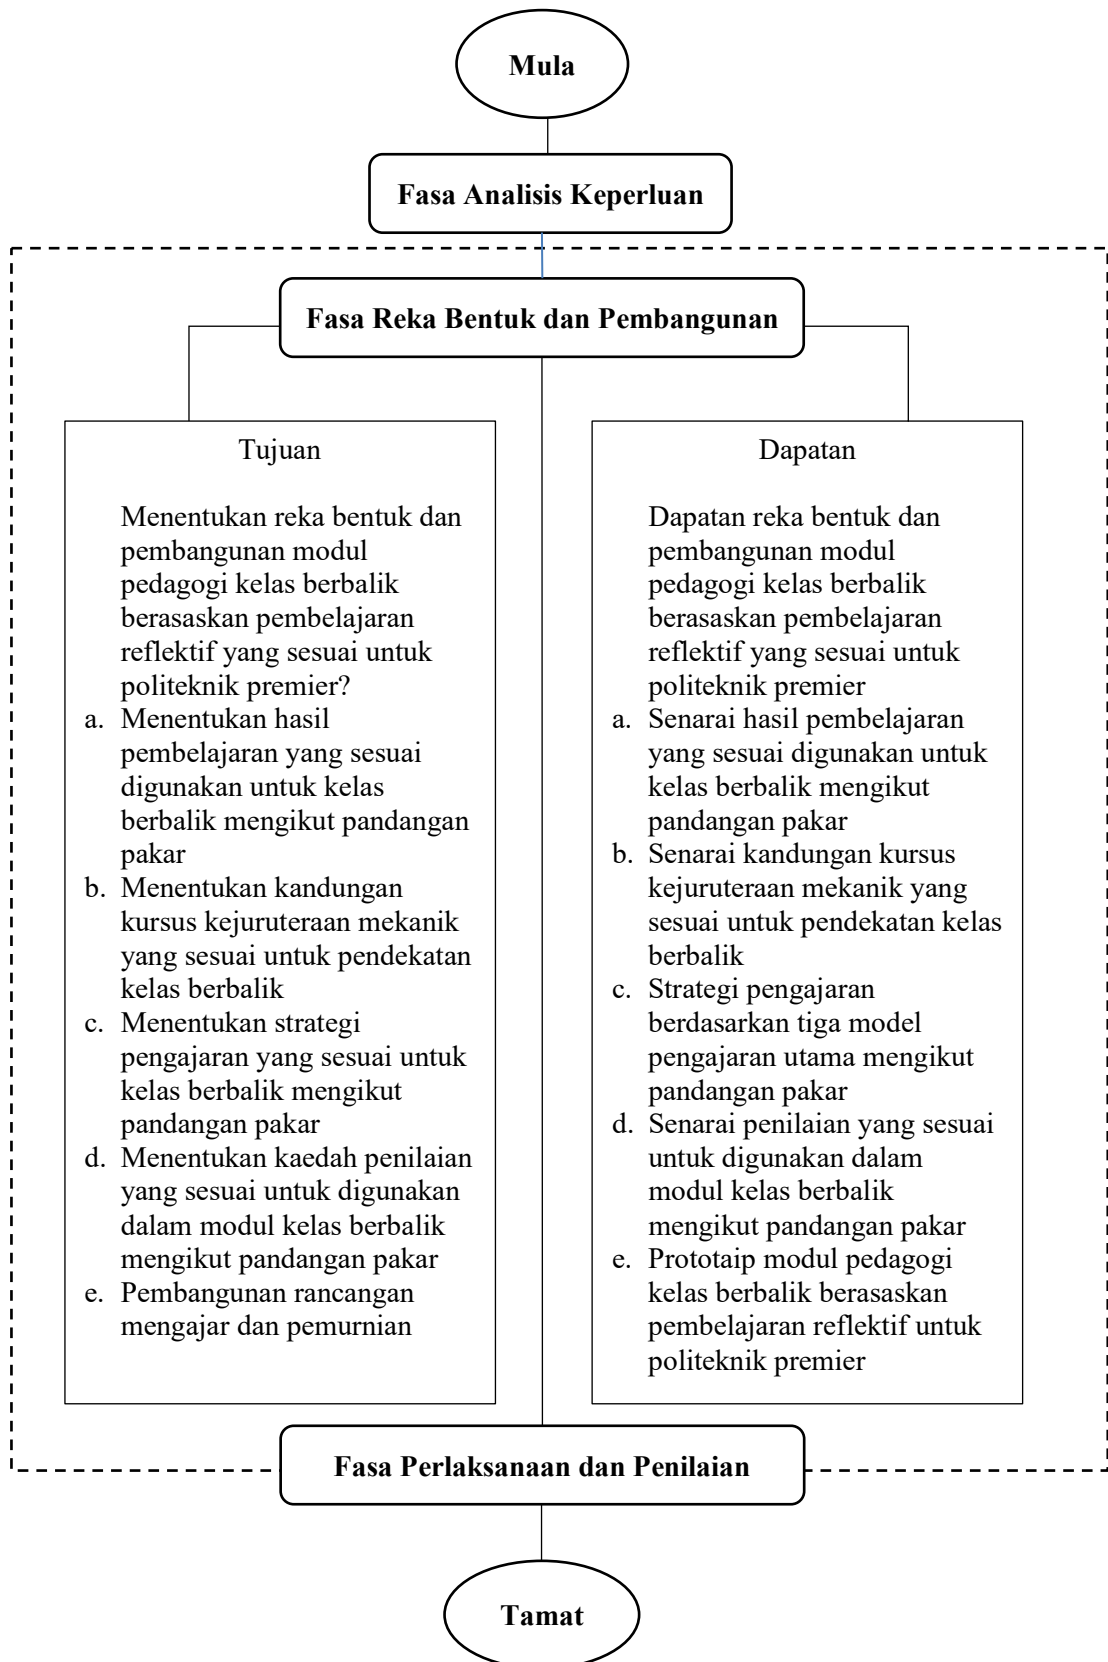 Mula
Fasa Analisis Keperluan
Fasa Reka Bentuk dan Pembangunan
Tujuan
Menentukan reka bentuk dan
pembangunan modul
pedagogi kelas berbalik
berasaskan pembelajaran
reflektif yang sesuai untuk
politeknik premier?
a. Menentukan hasil
pembelajaran yang sesuai
digunakan untuk kelas
berbalik mengikut pandangan
pakar
b. Menentukan kandungan
kursus kejuruteraan mekanik
yang sesuai untuk pendekatan
kelas berbalik
c. Menentukan strategi
pengajaran yang sesuai untuk
kelas berbalik mengikut
pandangan pakar
d. Menentukan kaedah penilaian
yang sesuai untuk digunakan
dalam modul kelas berbalik
mengikut pandangan pakar
e. Pembangunan rancangan
mengajar dan pemurnian
Dapatan
Dapatan reka bentuk dan
pembangunan modul
pedagogi kelas berbalik
berasaskan pembelajaran
reflektif yang sesuai untuk
politeknik premier
a. Senarai hasil pembelajaran
yang sesuai digunakan untuk
kelas berbalik mengikut
pandangan pakar
b. Senarai kandungan kursus
kejuruteraan mekanik yang
sesuai untuk pendekatan kelas
berbalik
c. Strategi pengajaran
berdasarkan tiga model
pengajaran utama mengikut
pandangan pakar
d. Senarai penilaian yang sesuai
untuk digunakan dalam
modul kelas berbalik
mengikut pandangan pakar
e. Prototaip modul pedagogi
kelas berbalik berasaskan
pembelajaran reflektif untuk
politeknik premier
Fasa Perlaksanaan dan Penilaian
Tamat